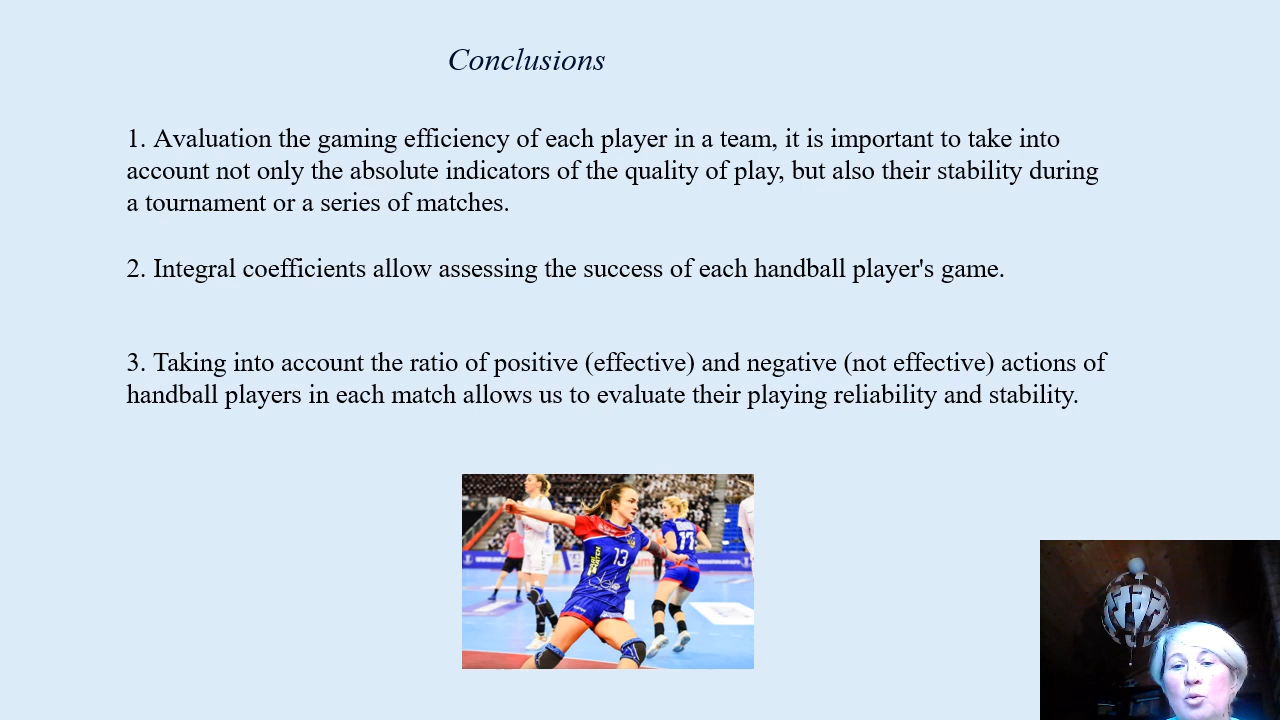 Conclusions
1. Avaluation the gaming efficiency of each player in a team, it is important to take into
account not only the absolute indicators of the quality of play, but also their stability during
a tournament or a series of matches.
2. Integral coefficients allow assessing the success of each handball player's game.
3. Taking into account the ratio of positive (effective) and negative (not effective) actions of
handball players in each match allows us to evaluate their playing reliability and stability.
13
17